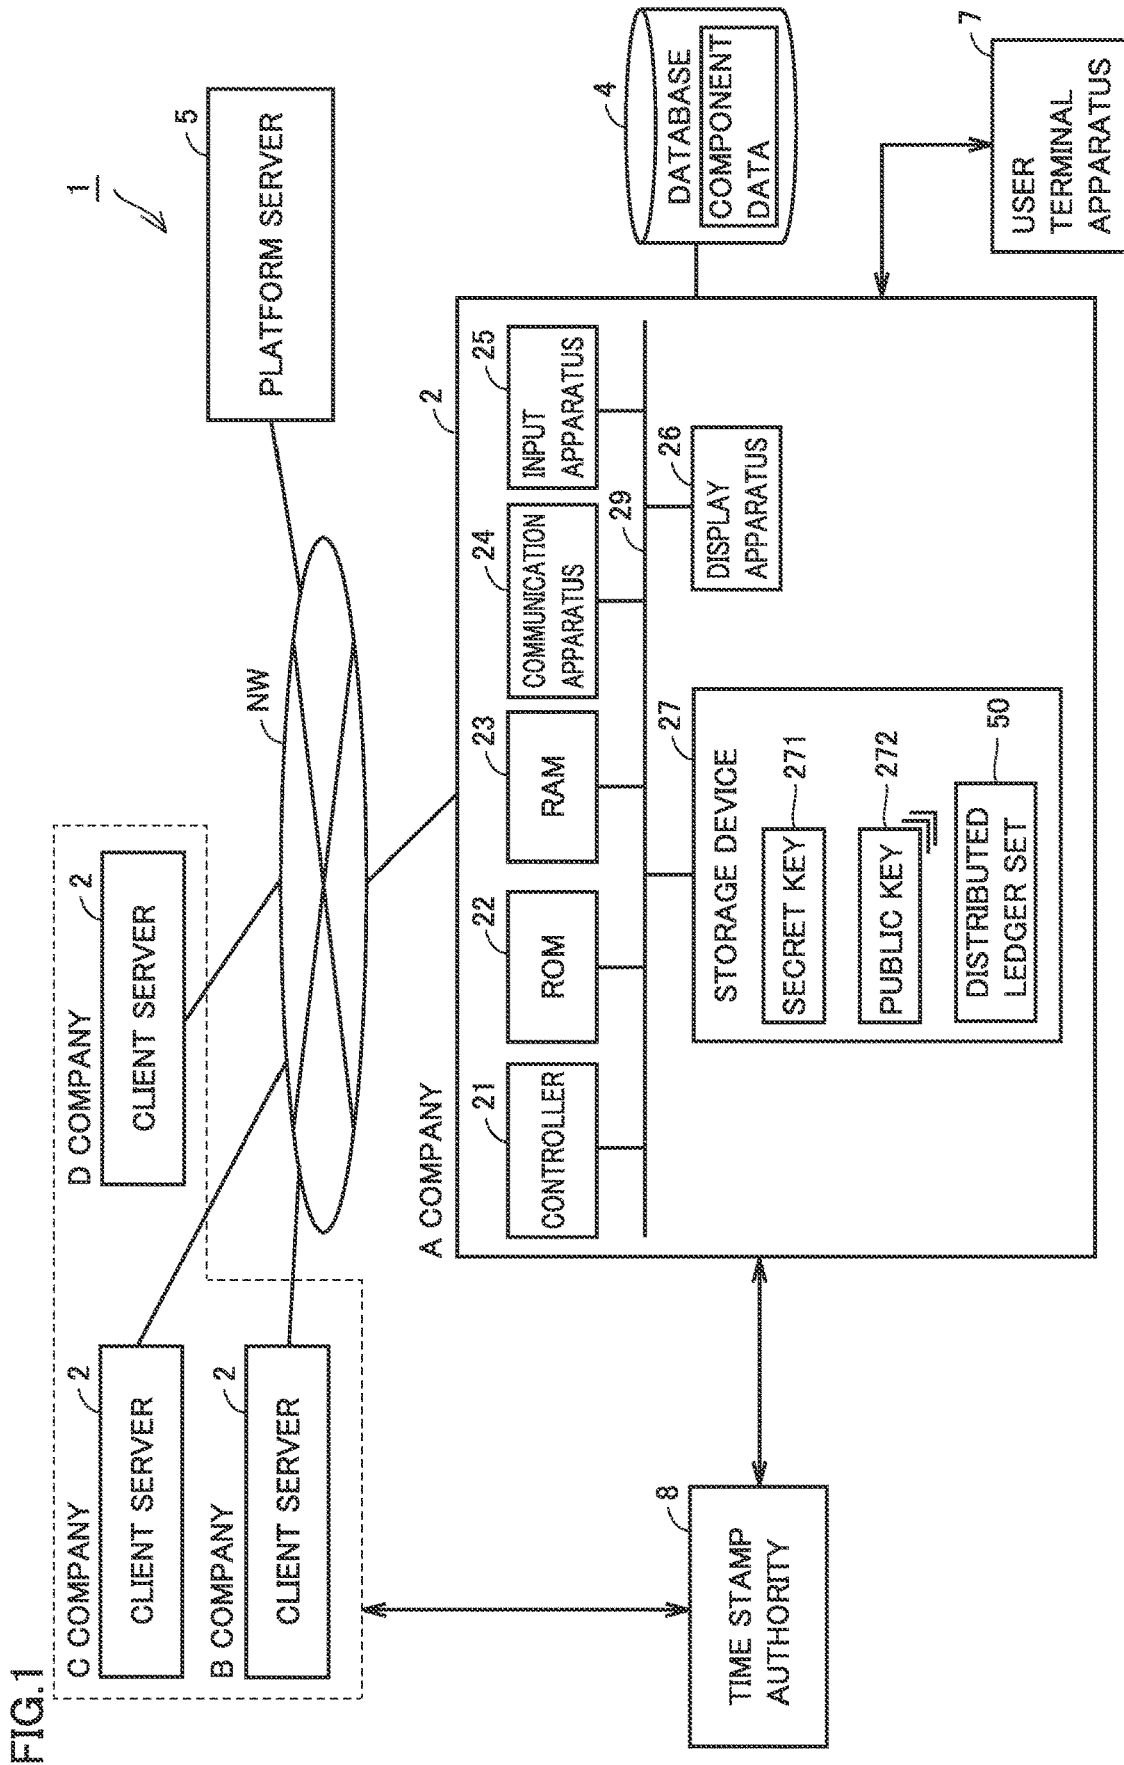 FIG.1
1
C COMPANY
2
CLIENT SERVER
D COMPANY
2
CLIENT SERVER
B COMPANY
2
CLIENT SERVER
NW
5
PLATFORM SERVER
A COMPANY
2
21
CONTROLLER
22
ROM
23
RAM
24
COMMUNICATION
APPARATUS
25
INPUT
APPARATUS
29
27
STORAGE DEVICE
SECRET KEY
271
PUBLIC KEY
272
DISTRIBUTED
LEDGER SET
50
26
DISPLAY
APPARATUS
4
DATABASE
COMPONENT
DATA
8
TIME STAMP
AUTHORITY
7
USER
TERMINAL
APPARATUS